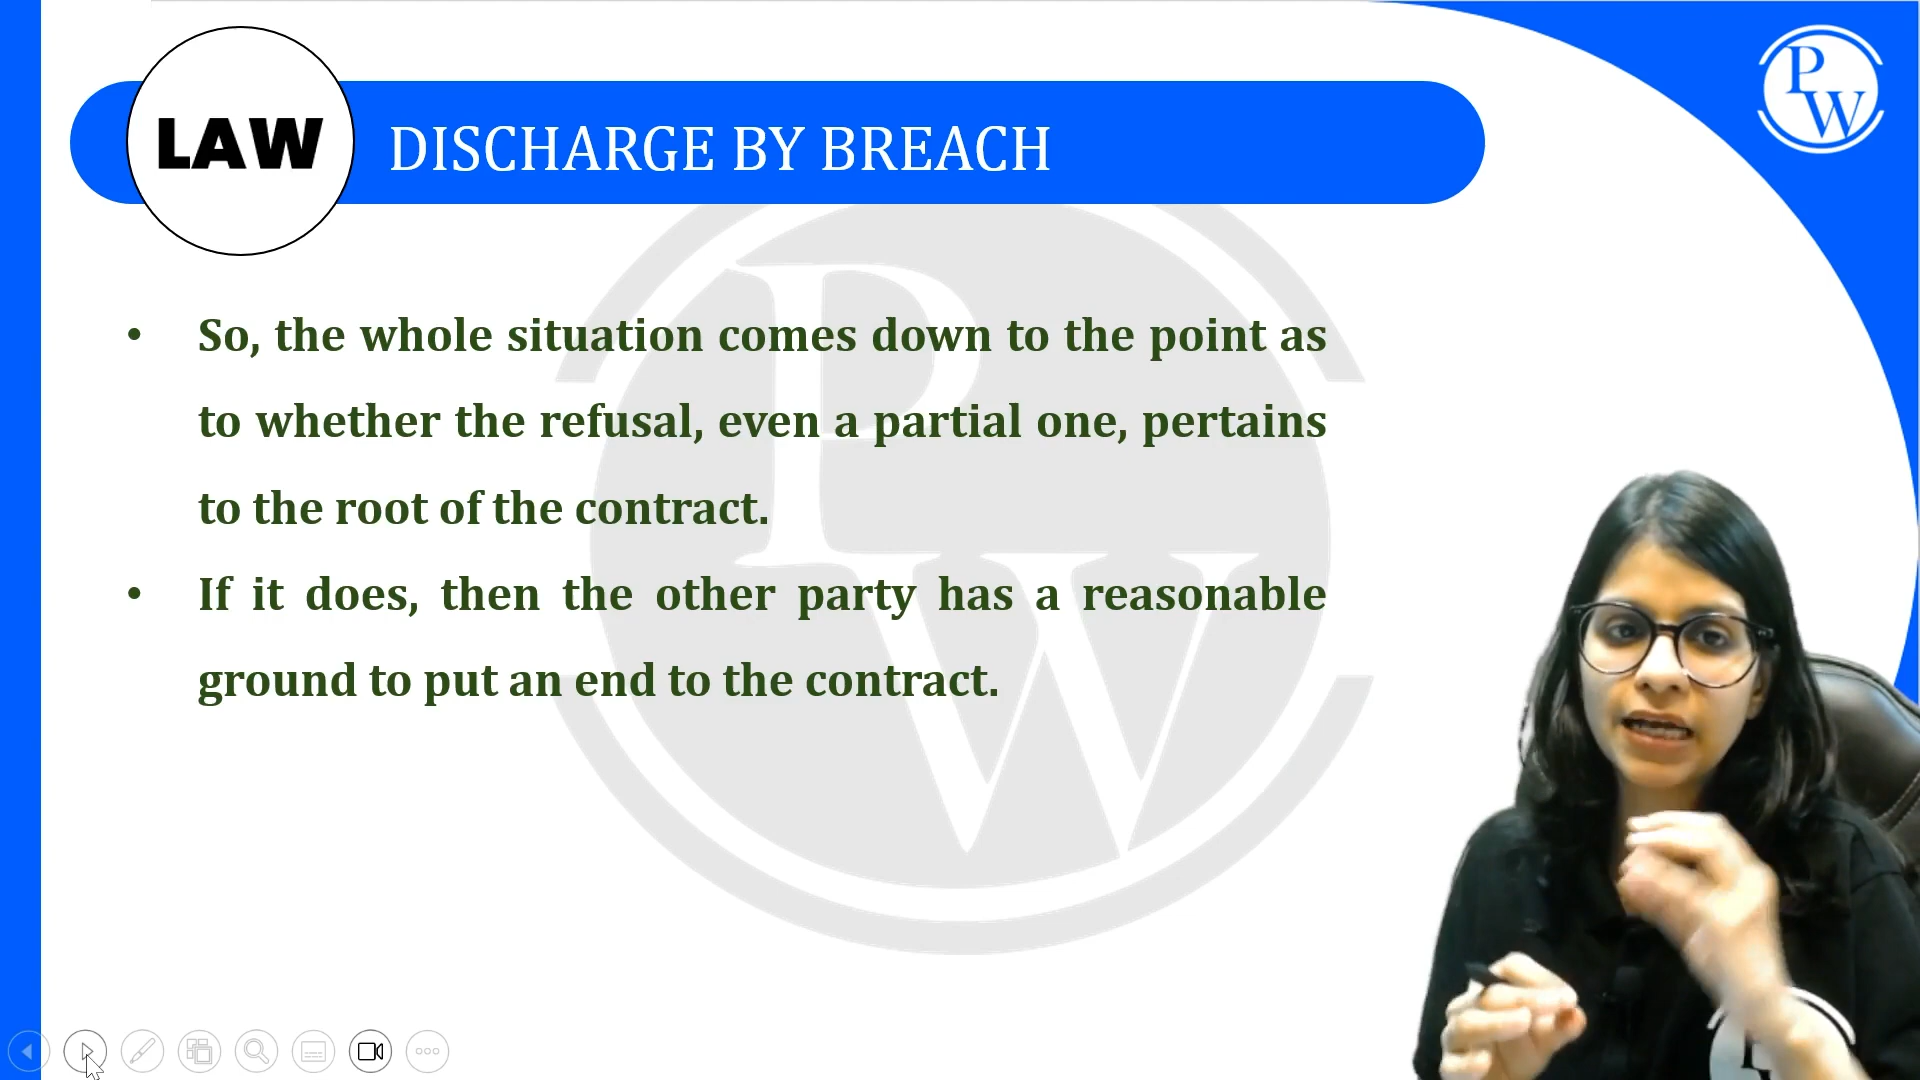 LAW
DISCHARGE BY BREACH
P
W
• So, the whole situation comes down to the point as
to whether the refusal, even a partial one, pertains
to the root of the contract.
• If it does, then the other party has a reasonable
ground to put an end to the contract.
P
W